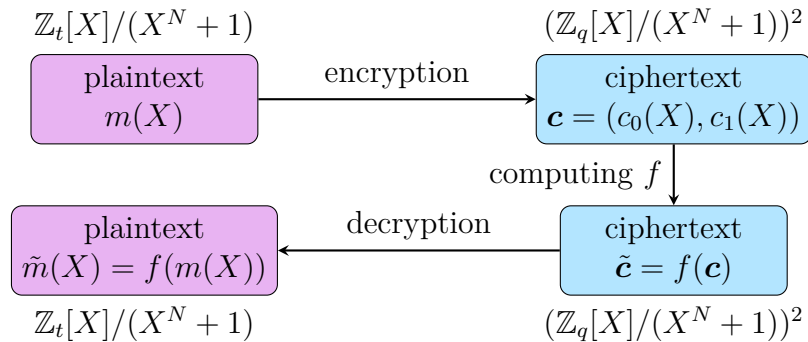 ℤ_t[X]/(X^N + 1)
(ℤ_q[X]/(X^N + 1))^2
plaintext
m(X)
encryption
ciphertext
𝒄 = (c_0(X), c_1(X))
computing f
plaintext
m̃(X) = f(m(X))
decryption
ciphertext
𝒄̃ = f(𝒄)
ℤ_t[X]/(X^N + 1)
(ℤ_q[X]/(X^N + 1))^2